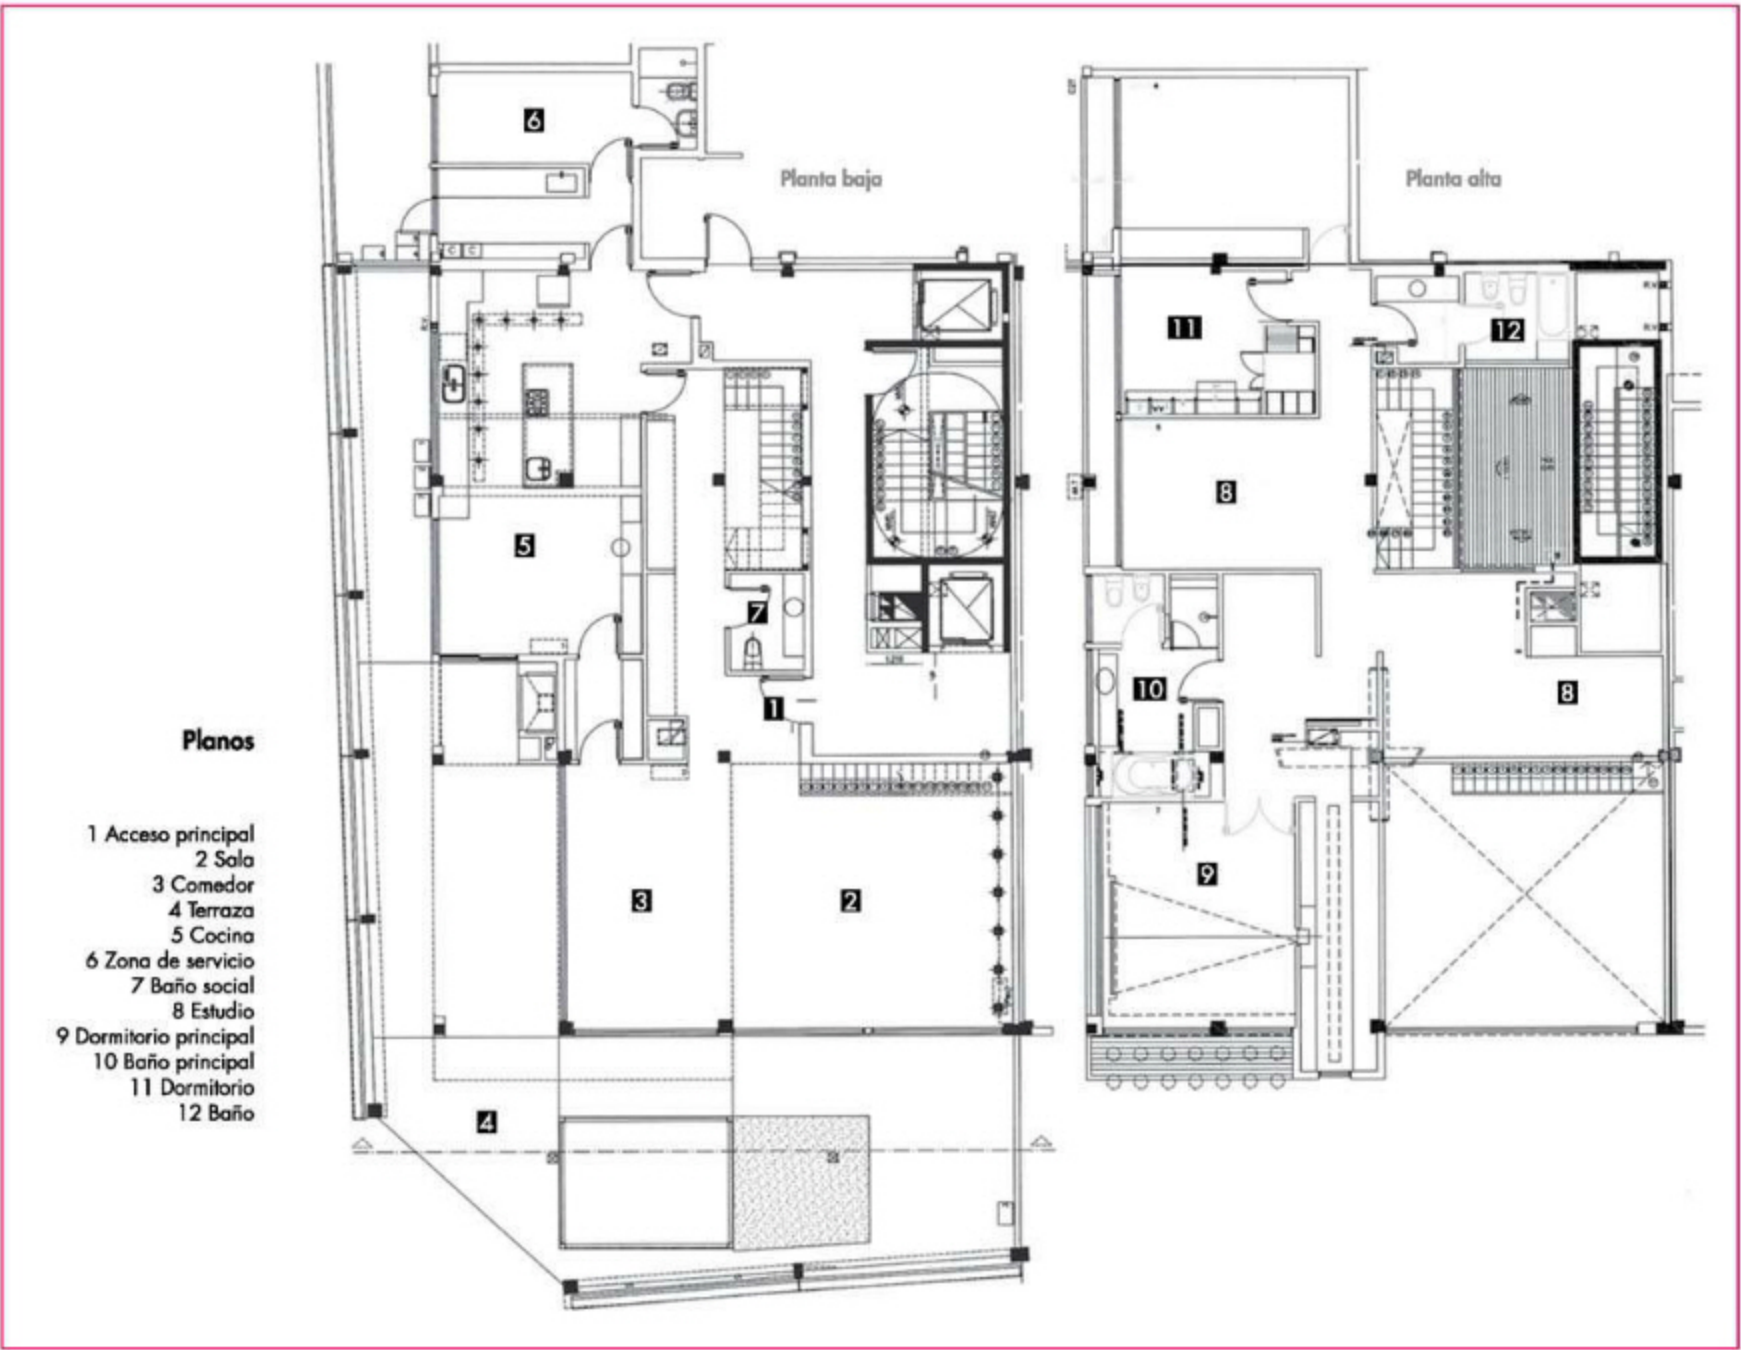 Planta baja
Planta alta
6
C C
11
12
R.V.
R.V.
8
5
7
10
8
1
Planos
1 Acceso principal
2 Sala
3 Comedor
4 Terraza
5 Cocina
6 Zona de servicio
7 Baño social
8 Estudio
9 Dormitorio principal
10 Baño principal
11 Dormitorio
12 Baño
3
2
9
4